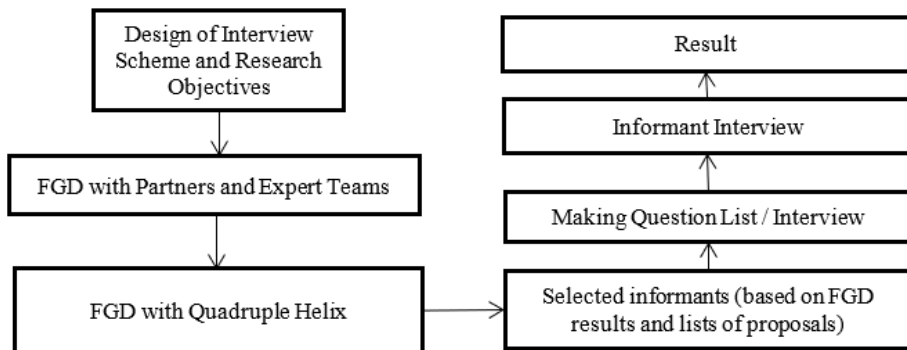 Design of Interview
Scheme and Research
Objectives
FGD with Partners and Expert Teams
FGD with Quadruple Helix
Selected informants (based on FGD
results and lists of proposals)
Making Question List / Interview
Informant Interview
Result